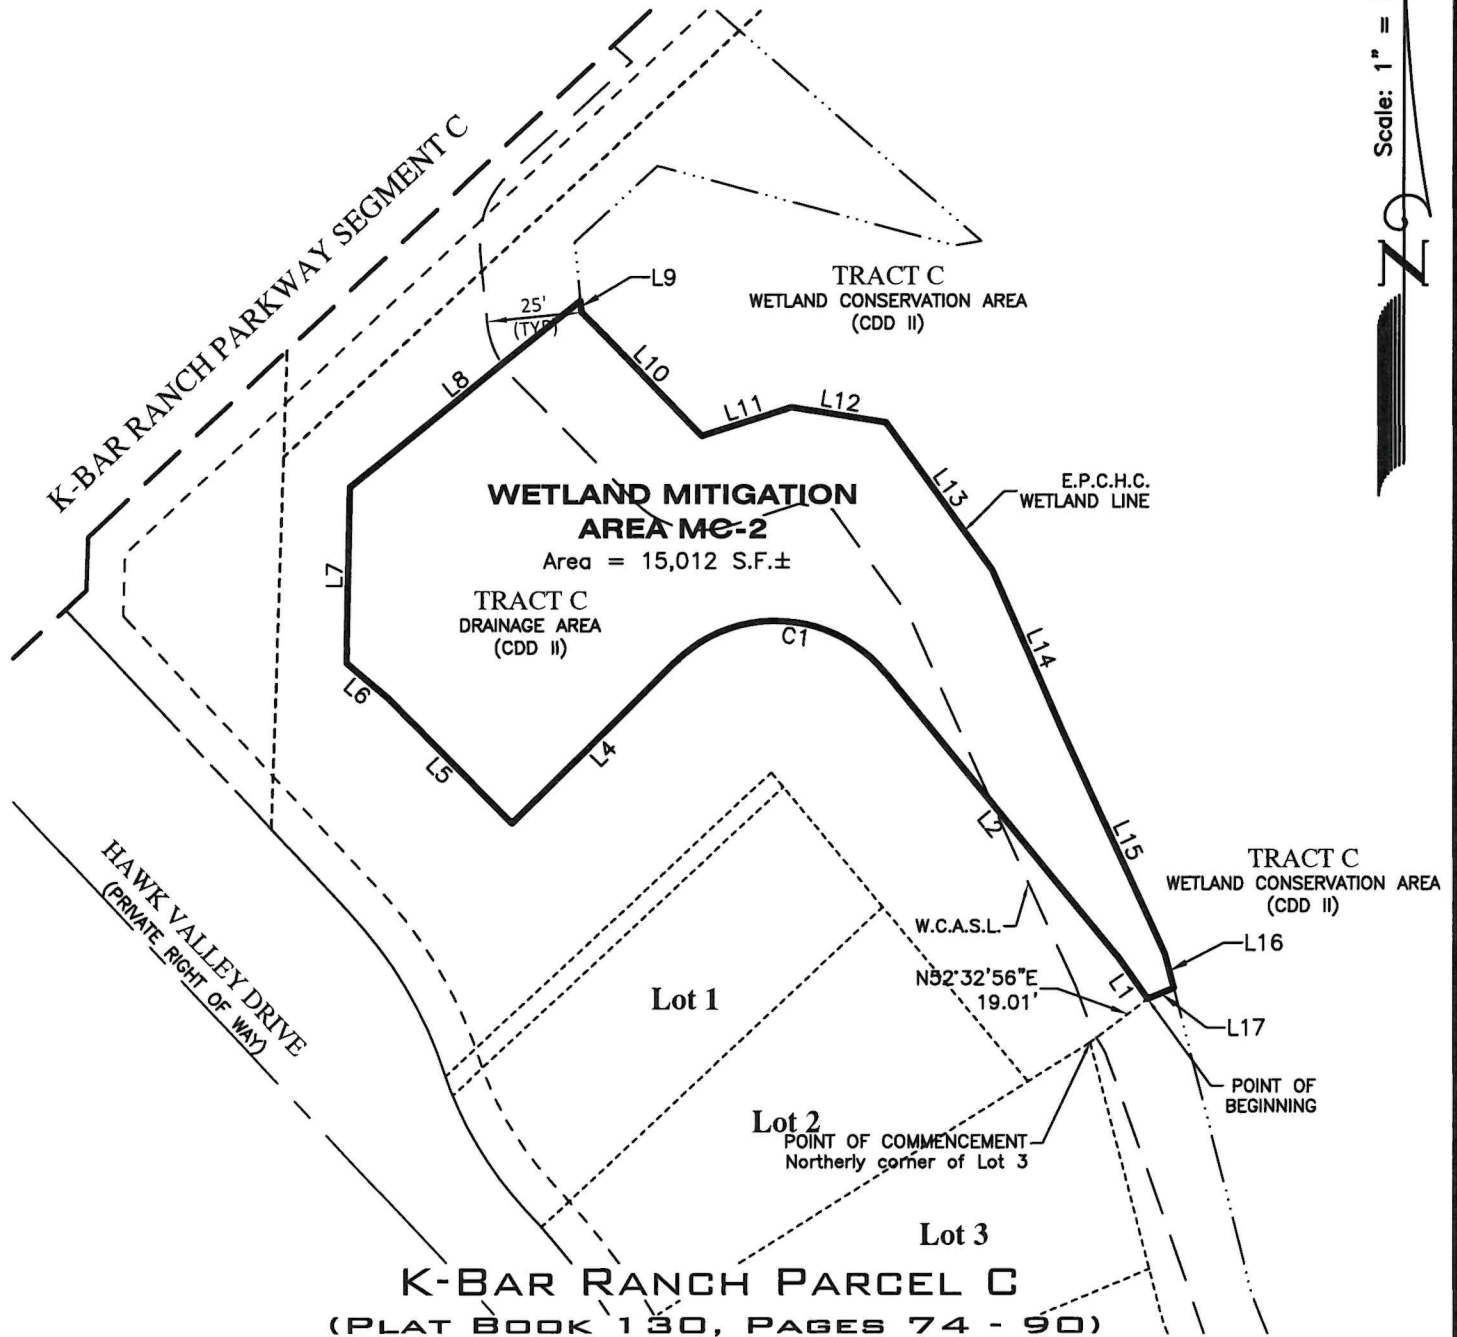 Scale: 1" =
N
K-BAR RANCH PARKWAY SEGMENT C
L9
25'
(TYP)
TRACT C
WETLAND CONSERVATION AREA
(CDD II)
L8
L10
L11
L12
L13
E.P.C.H.C.
WETLAND LINE
WETLAND MITIGATION
AREA MC-2
Area = 15,012 S.F.±
L7
TRACT C
DRAINAGE AREA
(CDD II)
C1
L14
L6
L4
L5
L2
L15
HAWK VALLEY DRIVE
(PRIVATE RIGHT OF WAY)
TRACT C
WETLAND CONSERVATION AREA
(CDD II)
W.C.A.S.L.
L16
N52°32'56"E
19.01'
L1
L17
Lot 1
POINT OF
BEGINNING
Lot 2
POINT OF COMMENCEMENT
Northerly corner of Lot 3
Lot 3
K-BAR RANCH PARCEL C
(PLAT BOOK 130, PAGES 74 - 90)